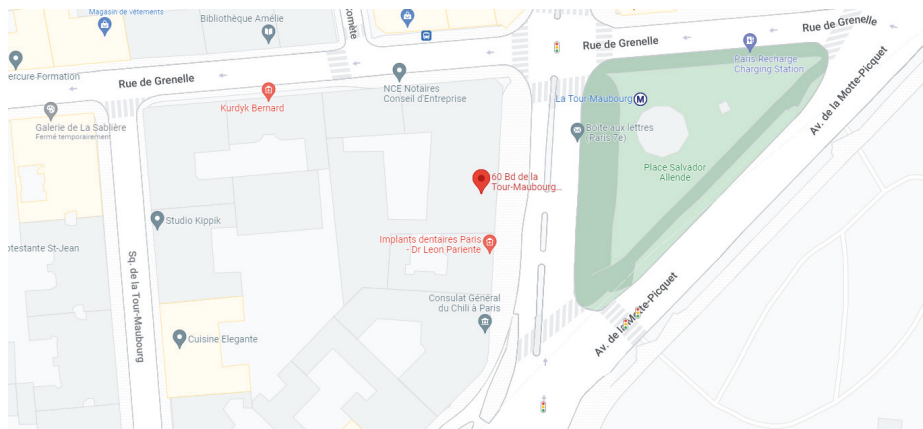 Magasin de vêtements
Bibliothèque Amélie
omète
Rue de Grenelle
Rue de Grenelle
ercure Formation
Rue de Grenelle
NCE Notaires
Conseil d'Entreprise
Paris Recharge
Charging Station
Kurdyk Bernard
La Tour-Maubourg
M
Av. de la Motte-Picquet
Galerie de La Sablière
Fermé temporairement
Boîte aux lettres
(Paris 7e)
Place Salvador
Allende
60 Bd de la
Tour-Maubourg...
Studio Kippik
otestante St-Jean
Implants dentaires Paris
- Dr Leon Pariente
Sq. de la Tour-Maubourg
Consulat Général
du Chili à Paris
Av. de la Motte-Picquet
Cuisine Elegante